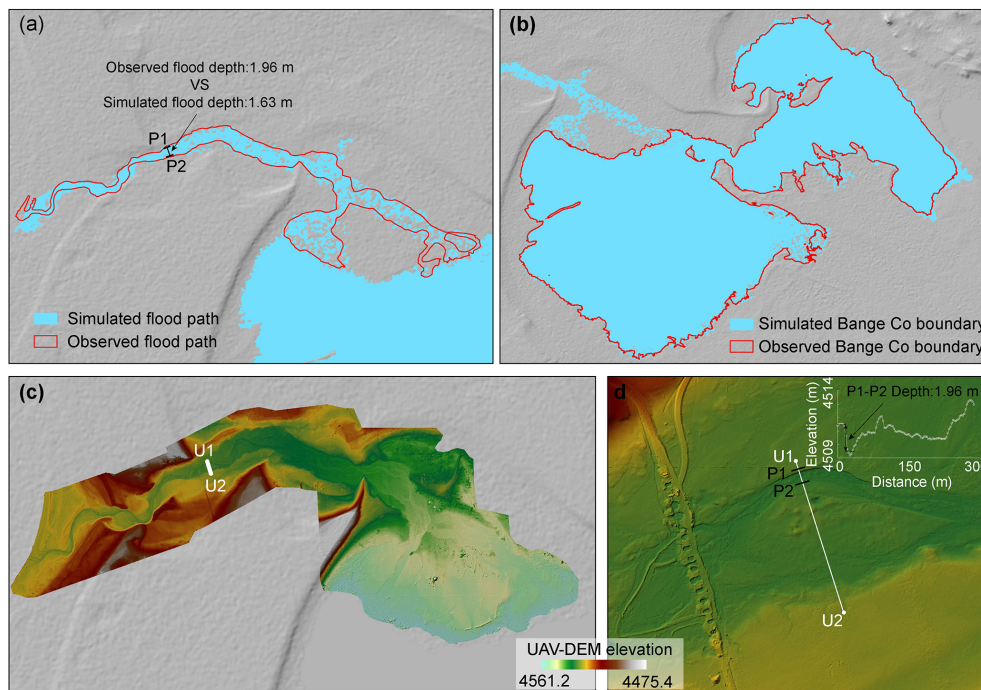 (a)
Observed flood depth:1.96 m
VS
Simulated flood depth:1.63 m
P1
P2
Simulated flood path
Observed flood path
(b)
Simulated Bange Co boundary
Observed Bange Co boundary
(c)
U1
U2
UAV-DEM elevation
4561.2 4475.4
d
P1-P2 Depth:1.96 m
Elevation (m)
4514
4509
0 150 300
Distance (m)
U1
P1
P2
U2